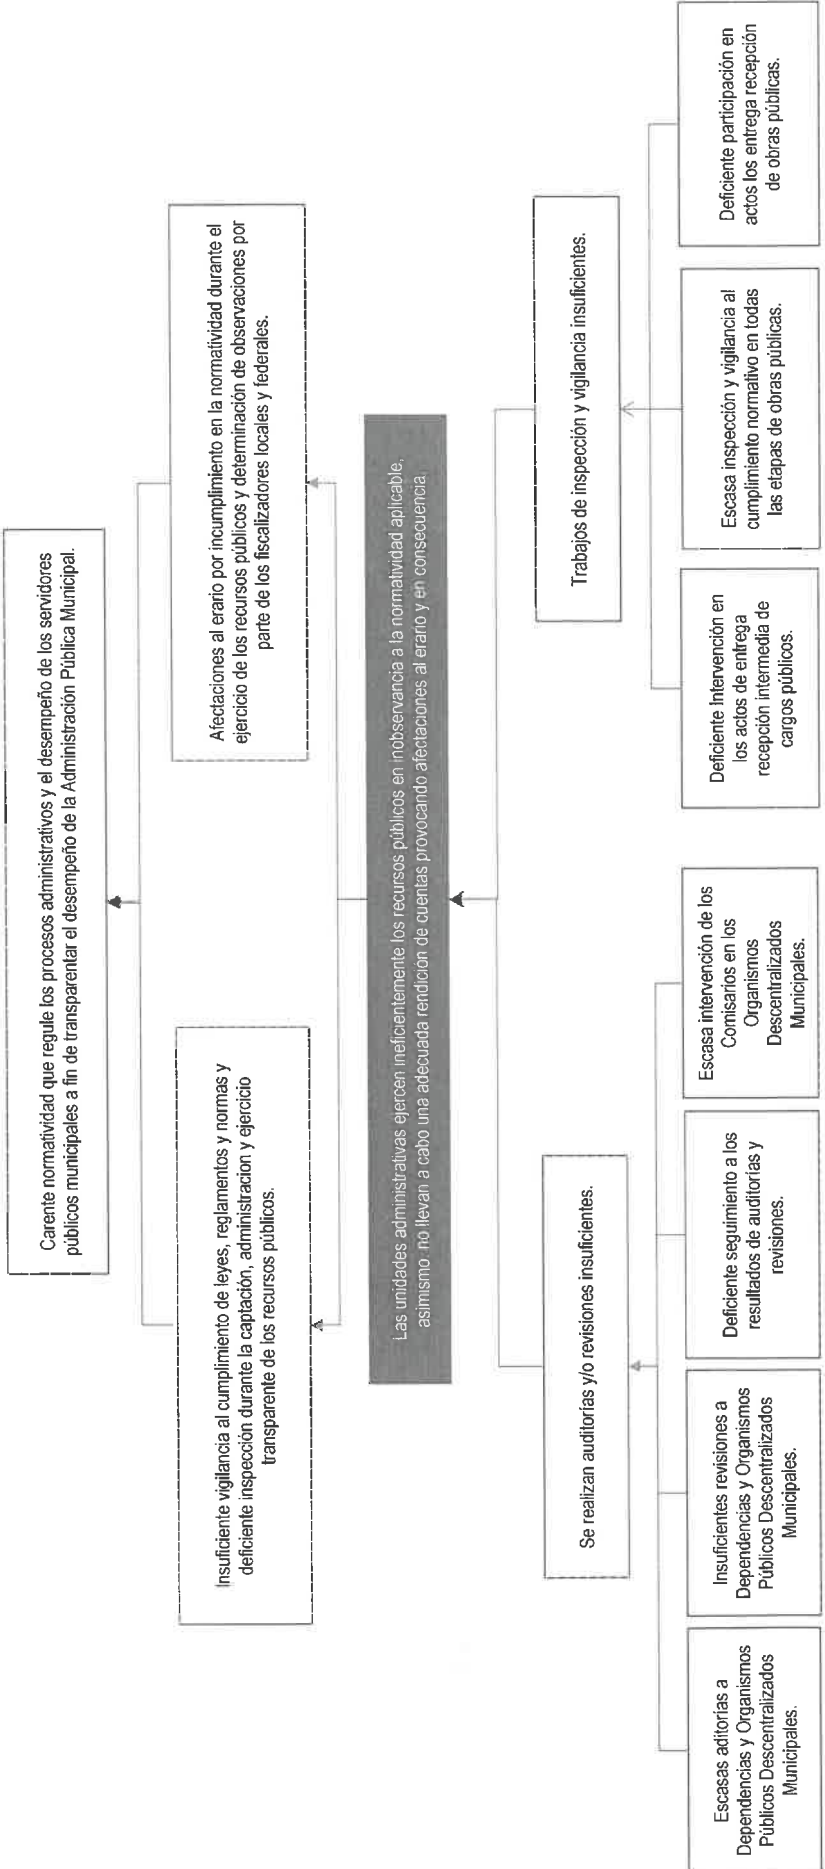 Carente normatividad que regule los procesos administrativos y el desempeño de los servidores
públicos municipales a fin de transparentar el desempeño de la Administración Pública Municipal.
Insuficiente vigilancia al cumplimiento de leyes, reglamentos y normas y
deficiente inspección durante la captación, administracion y ejercicio
transparente de los recursos públicos.
Afectaciones al erario por incumplimiento en la normatividad durante el
ejercicio de los recursos públicos y determinación de observaciones por
parte de los fiscalizadores locales y federales.
Las unidades administrativas ejercen ineficientemente los recursos públicos en inobservancia a la normatividad aplicable,
asimismo no llevan a cabo una adecuada rendición de cuentas provocando afectaciones al erario y en consecuencia,
Se realizan auditorías y/o revisiones insuficientes.
Trabajos de inspección y vigilancia insuficientes.
Escasas aditorías a
Dependencias y Organismos
Públicos Descentralizados
Municipales.
Insuficientes revisiones a
Dependencias y Organismos
Públicos Descentralizados
Municipales.
Deficiente seguimiento a los
resultados de auditorías y
revisiones.
Escasa intervención de los
Comisarios en los
Organismos
Descentralizados
Municipales.
Deficiente Intervención en
los actos de entrega
recepción intermedia de
cargos públicos.
Escasa inspección y vigilancia al
cumplimiento normativo en todas
las etapas de obras públicas.
Deficiente participación en
actos los entrega recepción
de obras públicas.